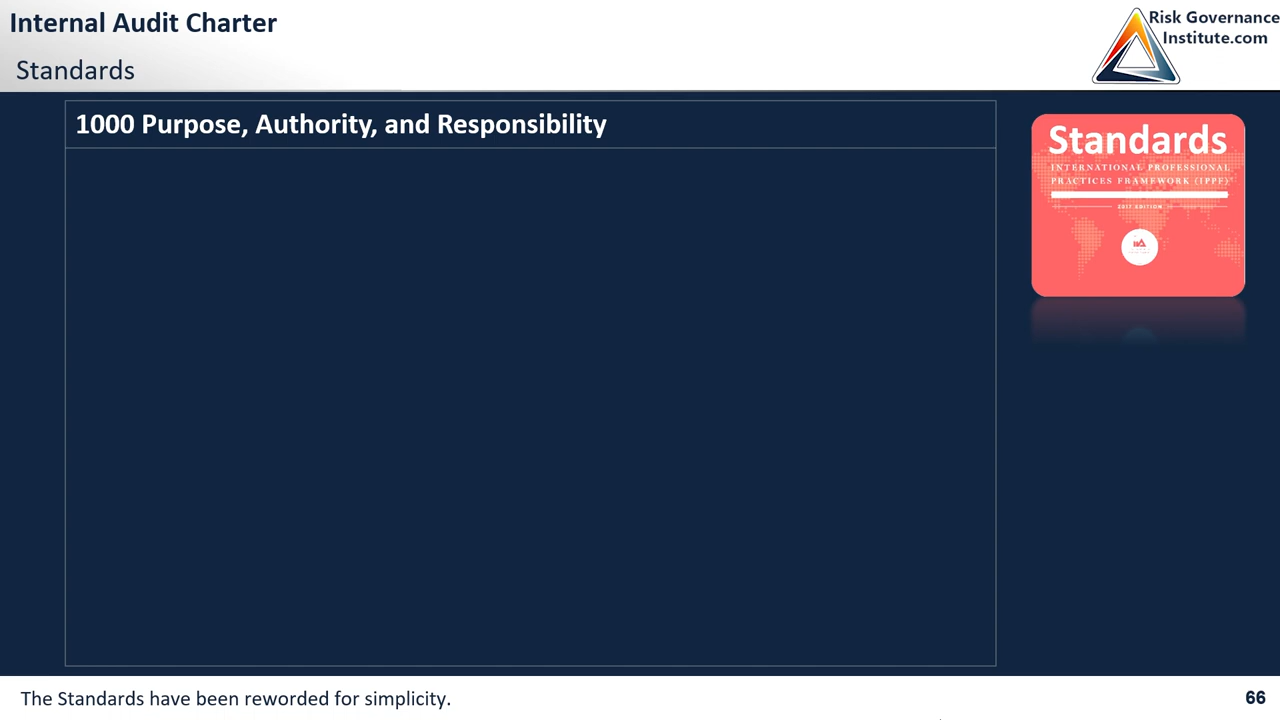 Internal Audit Charter
Risk Governance
Institute.com
Standards
1000 Purpose, Authority, and Responsibility
Standards
INTERNATIONAL PROFESSIONAL
PRACTICES FRAMEWORK (IPPF)
2017 EDITION
The Standards have been reworded for simplicity.
66